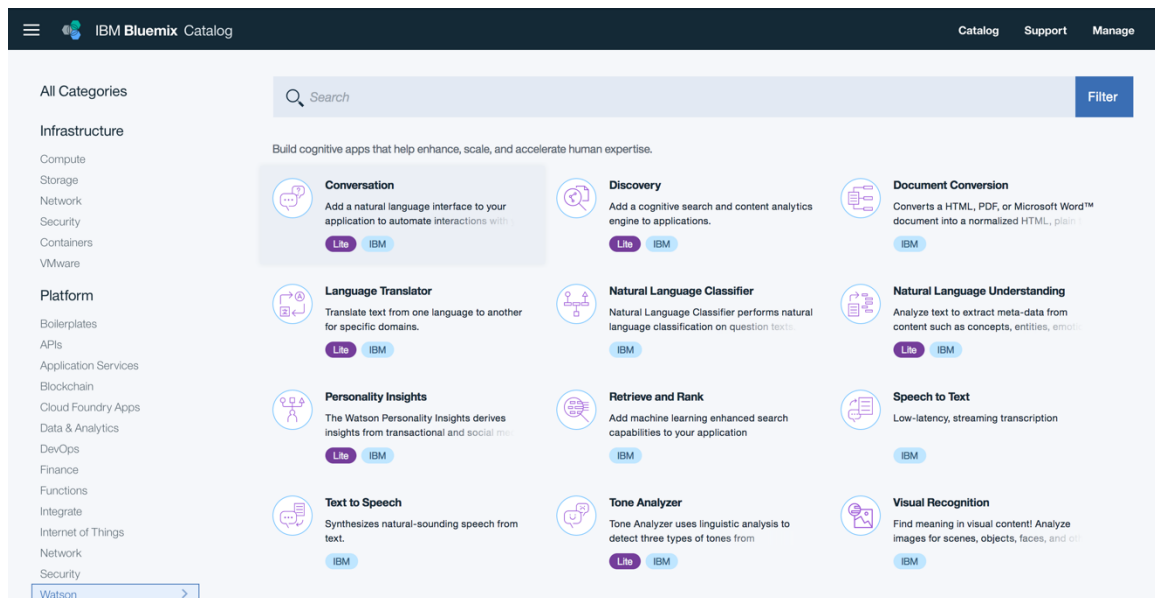 IBM Bluemix Catalog
Catalog Support Manage
All Categories
Infrastructure
Compute
Storage
Network
Security
Containers
VMware
Platform
Boilerplates
APIs
Application Services
Blockchain
Cloud Foundry Apps
Data & Analytics
DevOps
Finance
Functions
Integrate
Internet of Things
Network
Security
Watson
Search
Filter
Build cognitive apps that help enhance, scale, and accelerate human expertise.
Conversation
Add a natural language interface to your
application to automate interactions with
Lite IBM
Discovery
Add a cognitive search and content analytics
engine to applications.
Lite IBM
Document Conversion
Converts a HTML, PDF, or Microsoft Word™
document into a normalized HTML, plain
IBM
Language Translator
Translate text from one language to another
for specific domains.
Lite IBM
Natural Language Classifier
Natural Language Classifier performs natural
language classification on question texts.
IBM
Natural Language Understanding
Analyze text to extract meta-data from
content such as concepts, entities,
Lite IBM
Personality Insights
The Watson Personality Insights derives
insights from transactional and social
Lite IBM
Retrieve and Rank
Add machine learning enhanced search
capabilities to your application
IBM
Speech to Text
Low-latency, streaming transcription
IBM
Text to Speech
Synthesizes natural-sounding speech from
text.
IBM
Tone Analyzer
Tone Analyzer uses linguistic analysis to
detect three types of tones from
Lite IBM
Visual Recognition
Find meaning in visual content! Analyze
images for scenes, objects, faces, and
IBM